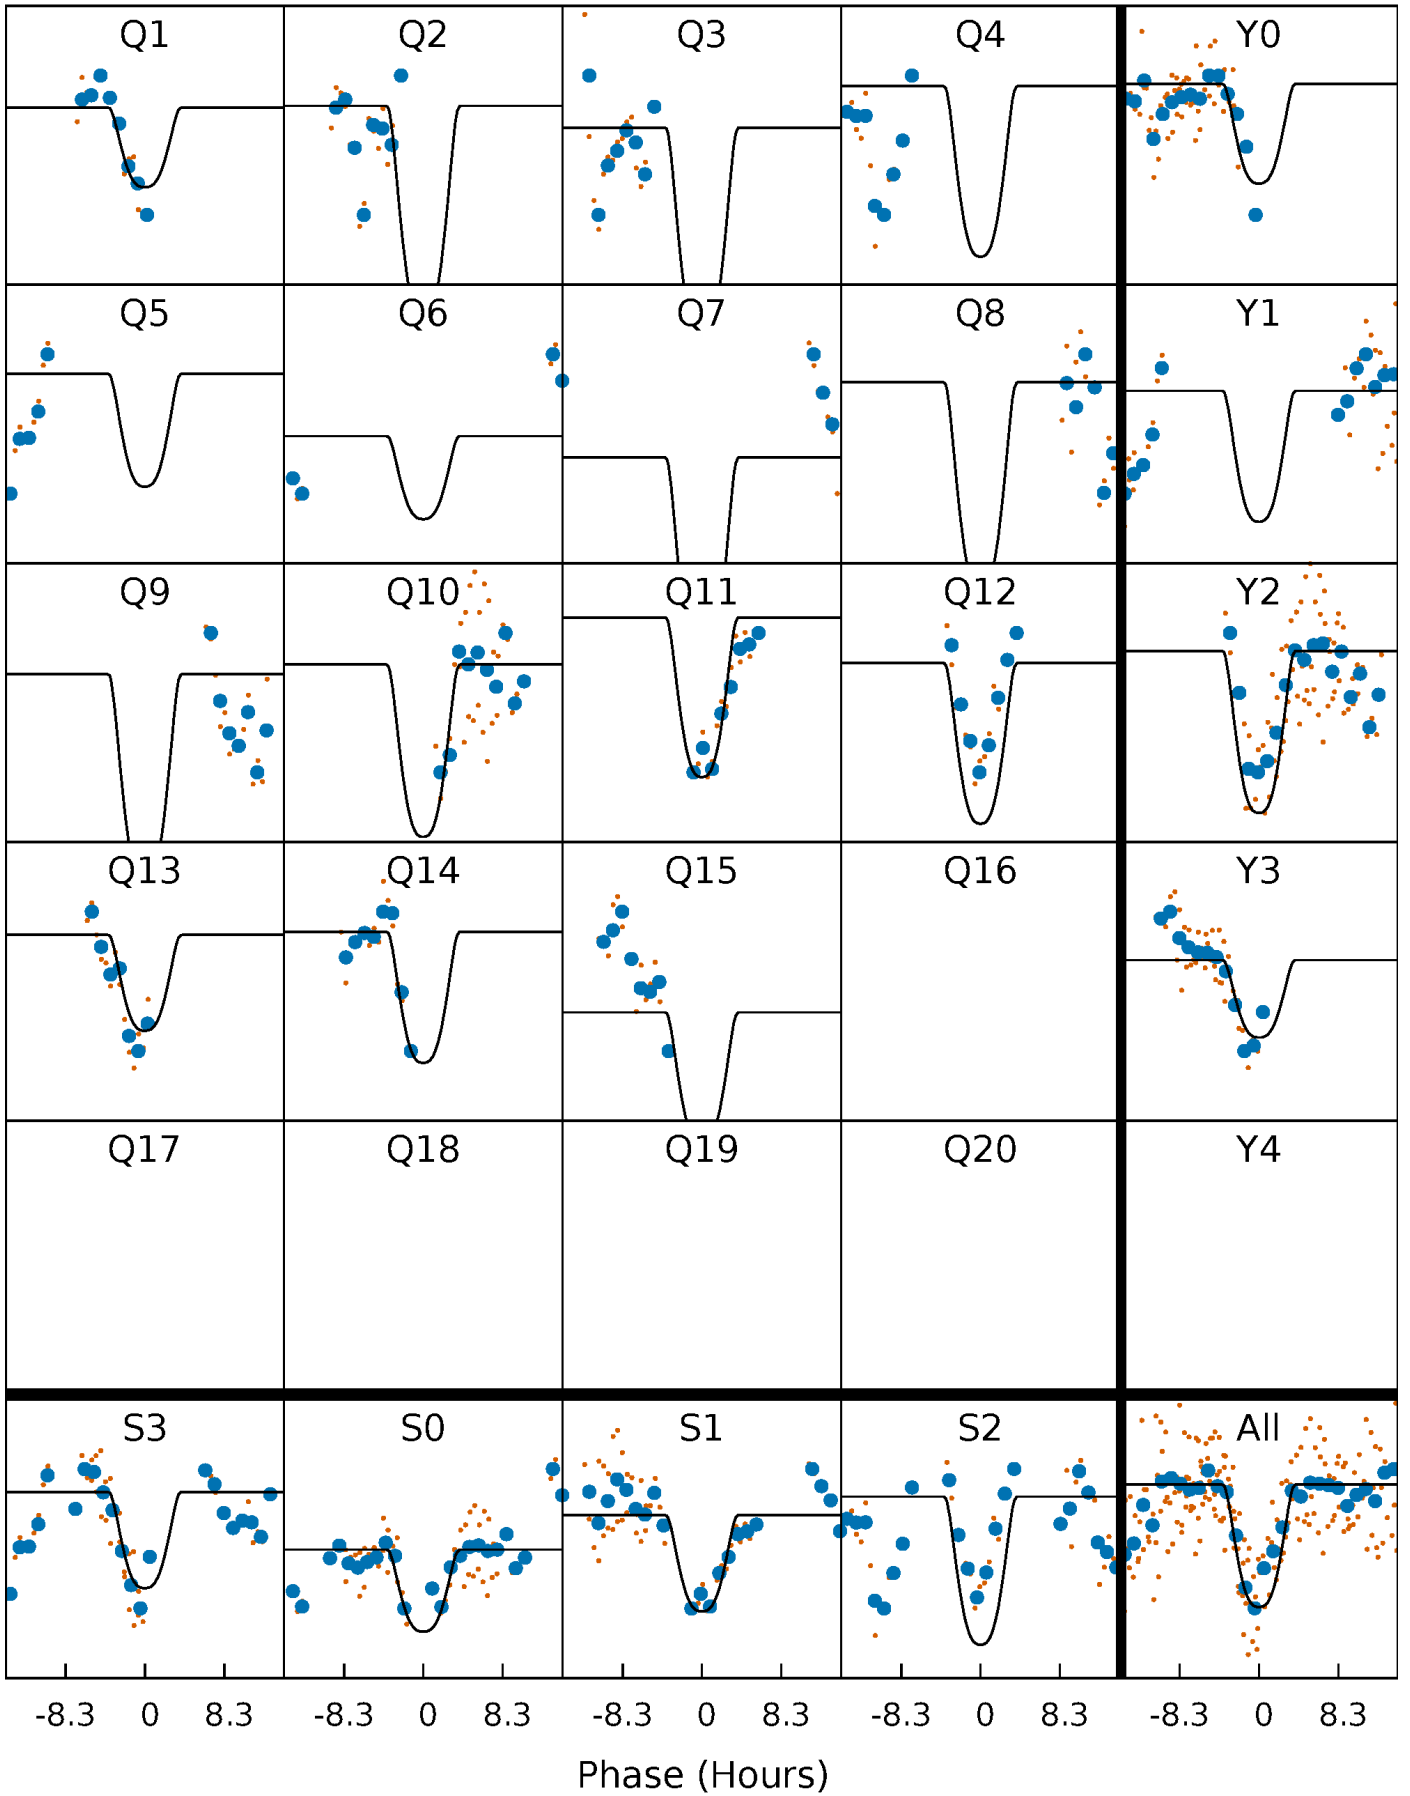 Q1 Q2 Q3 Q4 Y0
Q5 Q6 Q7 Q8 Y1
Q9 Q10 Q11 Q12 Y2
Q13 Q14 Q15 Q16 Y3
Q17 Q18 Q19 Q20 Y4
S3 S0 S1 S2 All
-8.3 0 8.3 -8.3 0 8.3 -8.3 0 8.3 -8.3 0 8.3 -8.3 0 8.3
Phase (Hours)